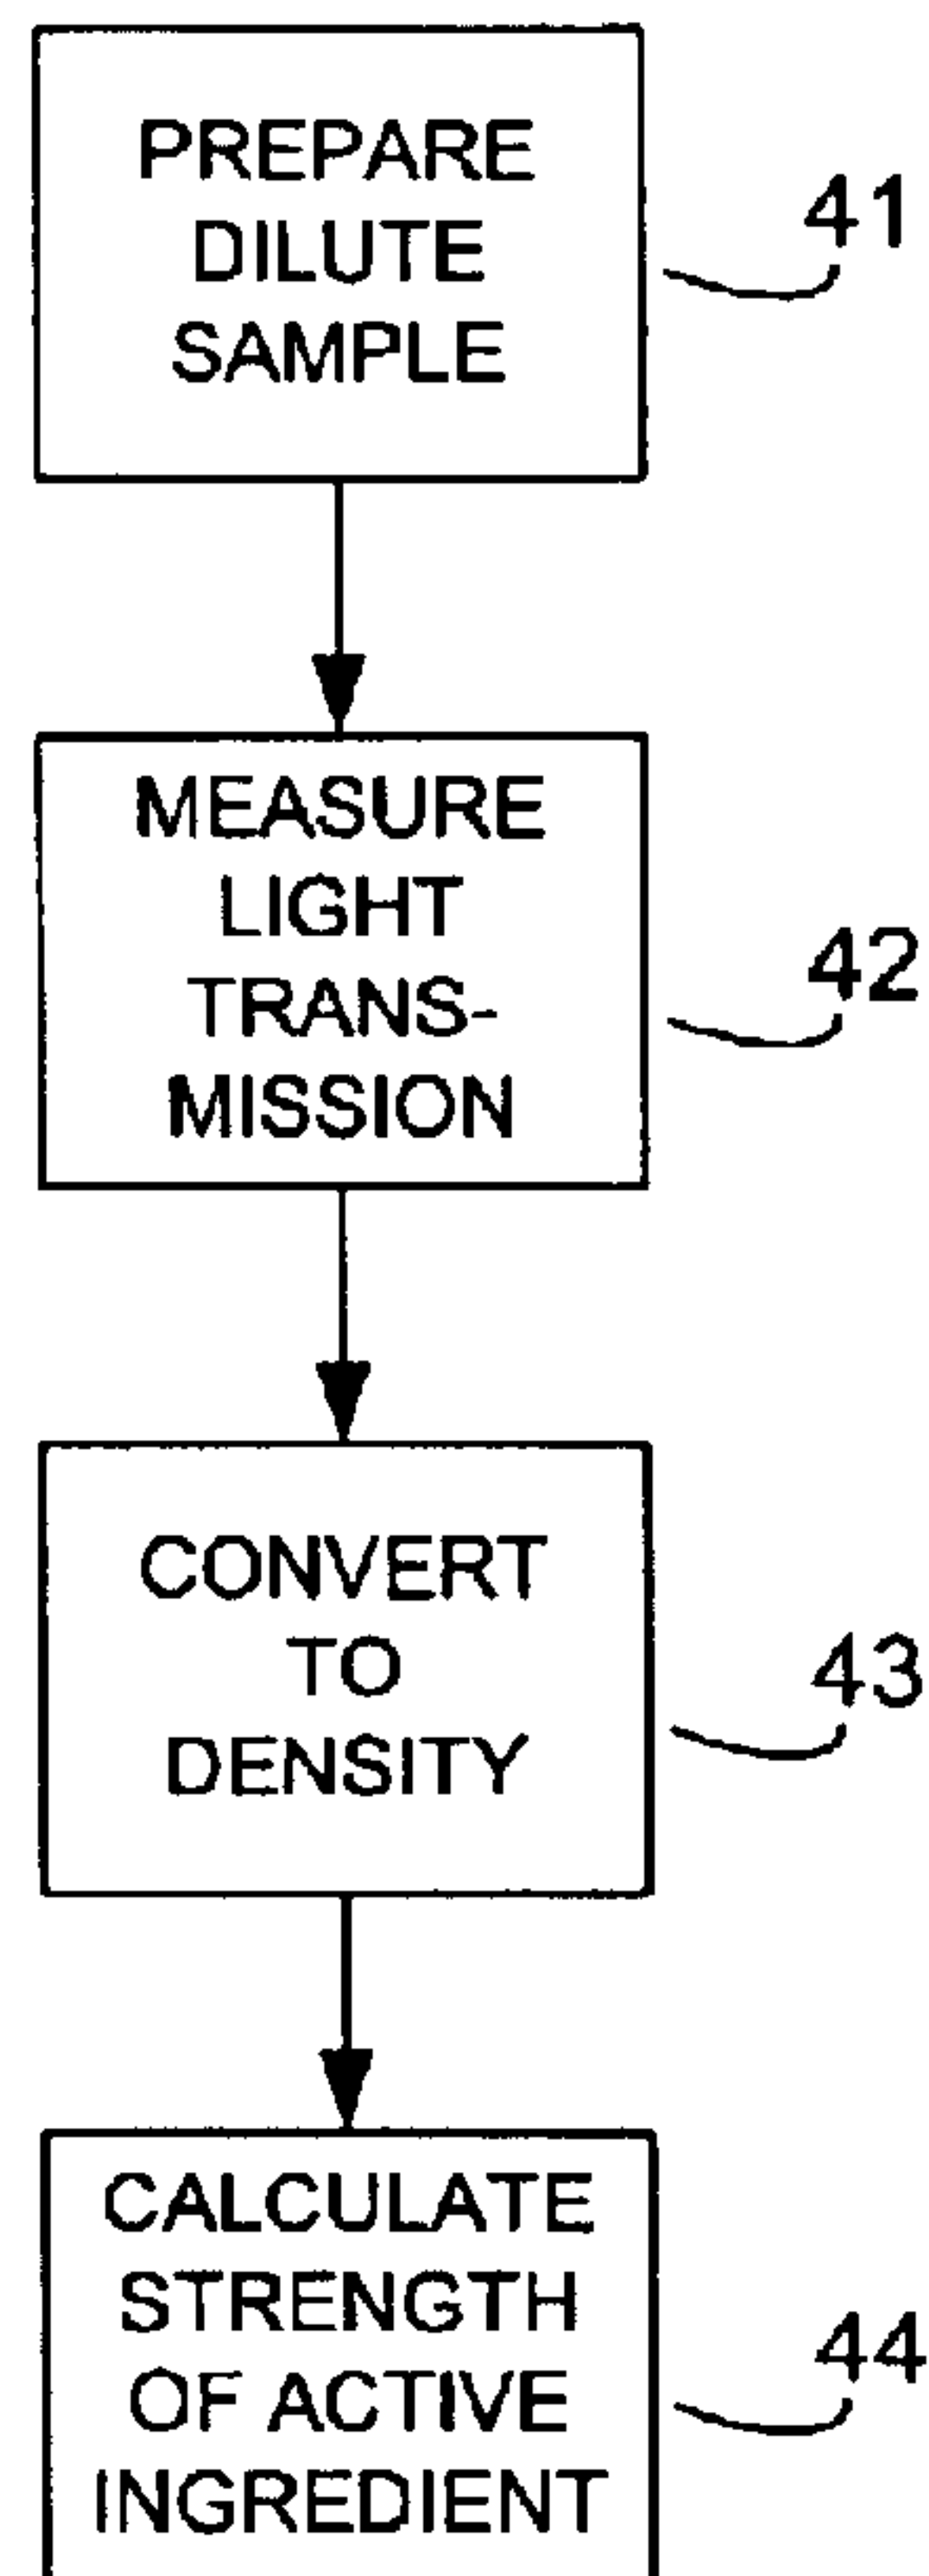 PREPARE
DILUTE
SAMPLE
41
MEASURE
LIGHT
TRANS-
MISSION
42
CONVERT
TO
DENSITY
43
CALCULATE
STRENGTH
OF ACTIVE
INGREDIENT
44